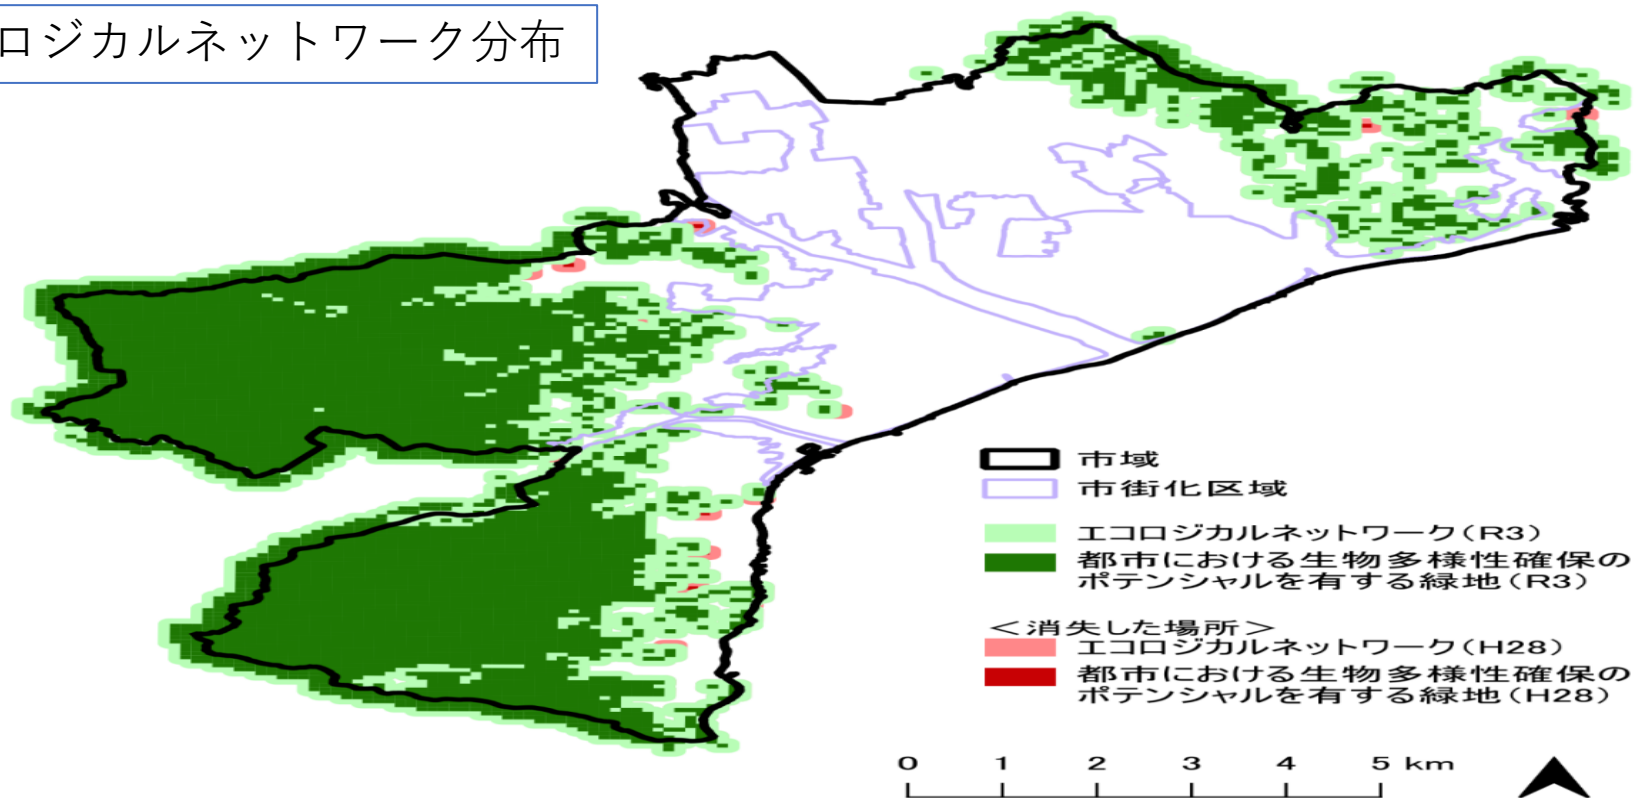 ロジカルネットワーク分布
市域
市街化区域
エコロジカルネットワーク(R3)
都市における生物多様性確保の
ポテンシャルを有する緑地(R3)
＜消失した場所＞
エコロジカルネットワーク(H28)
都市における生物多様性確保の
ポテンシャルを有する緑地(H28)
0 1 2 3 4 5 km